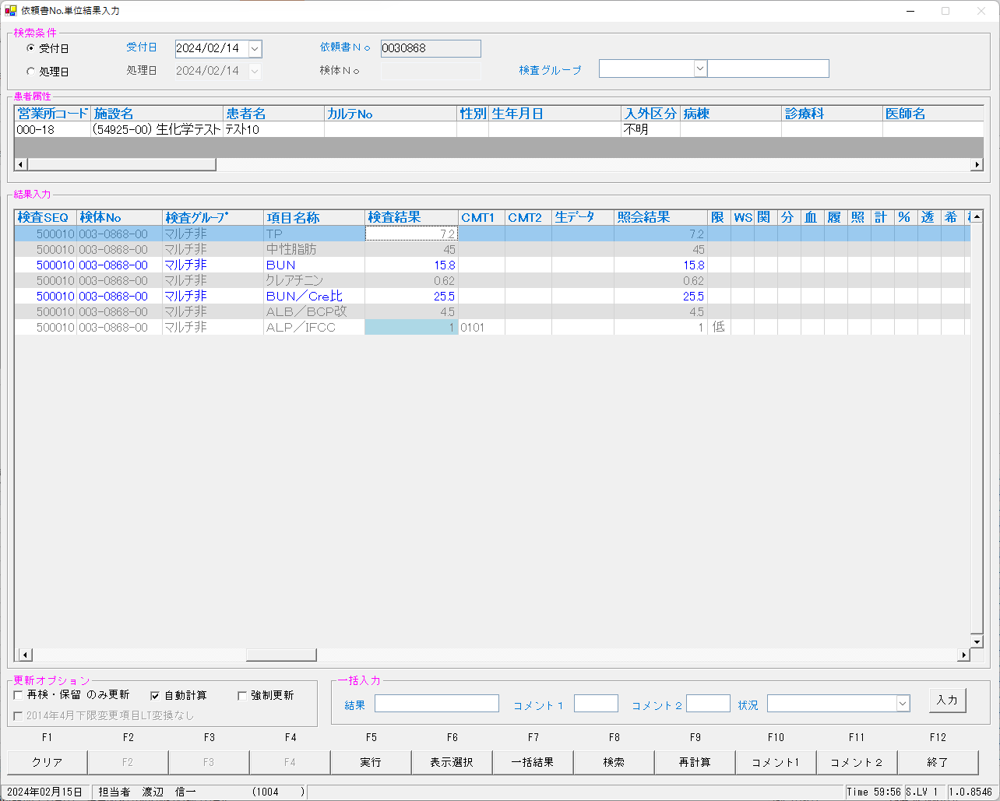 依頼書No.単位結果入力
検索条件
受付日 受付日 2024/02/14 依頼書Ｎｏ 0030868
処理日 処理日 2024/02/14 検体Ｎｏ 検査グループ
患者属性
営業所コード 施設名 患者名 カルテNo 性別 生年月日 入外区分 病棟 診療科 医師名
000-18 (54925-00) 生化学テスト テスト10 不明
結果入力
検査SEQ 検体No 検査グループ 項目名称 検査結果 CMT1 CMT2 生データ 照会結果 限 WS 関 分 血 履 照 計 % 透 希
500010 003-0868-00 マルチ非 TP 7.2 7.2
500010 003-0868-00 マルチ非 中性脂肪 45 45
500010 003-0868-00 マルチ非 BUN 15.8 15.8
500010 003-0868-00 マルチ非 クレアチニン 0.62 0.62
500010 003-0868-00 マルチ非 BUN／Cre比 25.5 25.5
500010 003-0868-00 マルチ非 ALB／BCP改 4.5 4.5
500010 003-0868-00 マルチ非 ALP／IFCC 1 0101 1 低
更新オプション
再検・保留 のみ更新 自動計算 強制更新
2014年4月下限変更項目LT変換なし
一括入力
結果 コメント１ コメント２ 状況 入力
F1 F2 F3 F4 F5 F6 F7 F8 F9 F10 F11 F12
クリア F2 F3 F4 実行 表示選択 一括結果 検索 再計算 コメント1 コメント２ 終了
2024年02月15日 担当者 渡辺 信一 (1004 ) Time 59:56 S.LV 1 1.0.8546